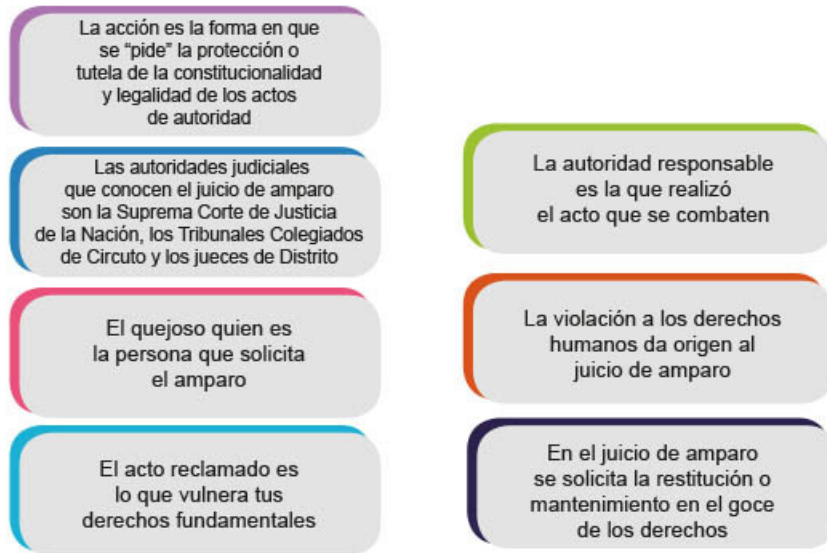 La acción es la forma en que
se “pide” la protección o
tutela de la constitucionalidad
y legalidad de los actos
de autoridad
Las autoridades judiciales
que conocen el juicio de amparo
son la Suprema Corte de Justicia
de la Nación, los Tribunales Colegiados
de Circuto y los jueces de Distrito
El quejoso quien es
la persona que solicita
el amparo
El acto reclamado es
lo que vulnera tus
derechos fundamentales
La autoridad responsable
es la que realizó
el acto que se combaten
La violación a los derechos
humanos da origen al
juicio de amparo
En el juicio de amparo
se solicita la restitución o
mantenimiento en el goce
de los derechos